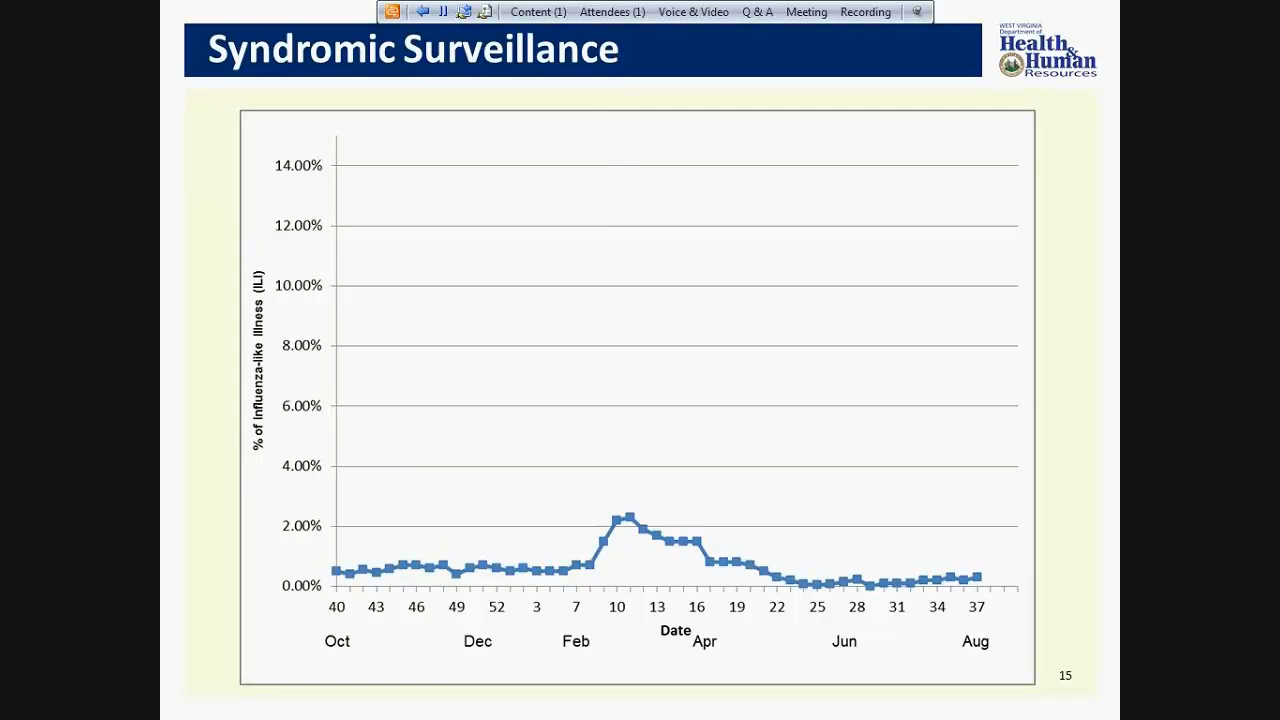 Content (1) Attendees (1) Voice & Video Q & A Meeting Recording
Syndromic Surveillance
WEST VIRGINIA
Department of
Health &
Human
Resources
14.00%
12.00%
10.00%
8.00%
6.00%
4.00%
2.00%
0.00%
% of Influenza-like Illness (ILI)
40 43 46 49 52 3 7 10 13 16 19 22 25 28 31 34 37
Date
Oct Dec Feb Apr Jun Aug
15